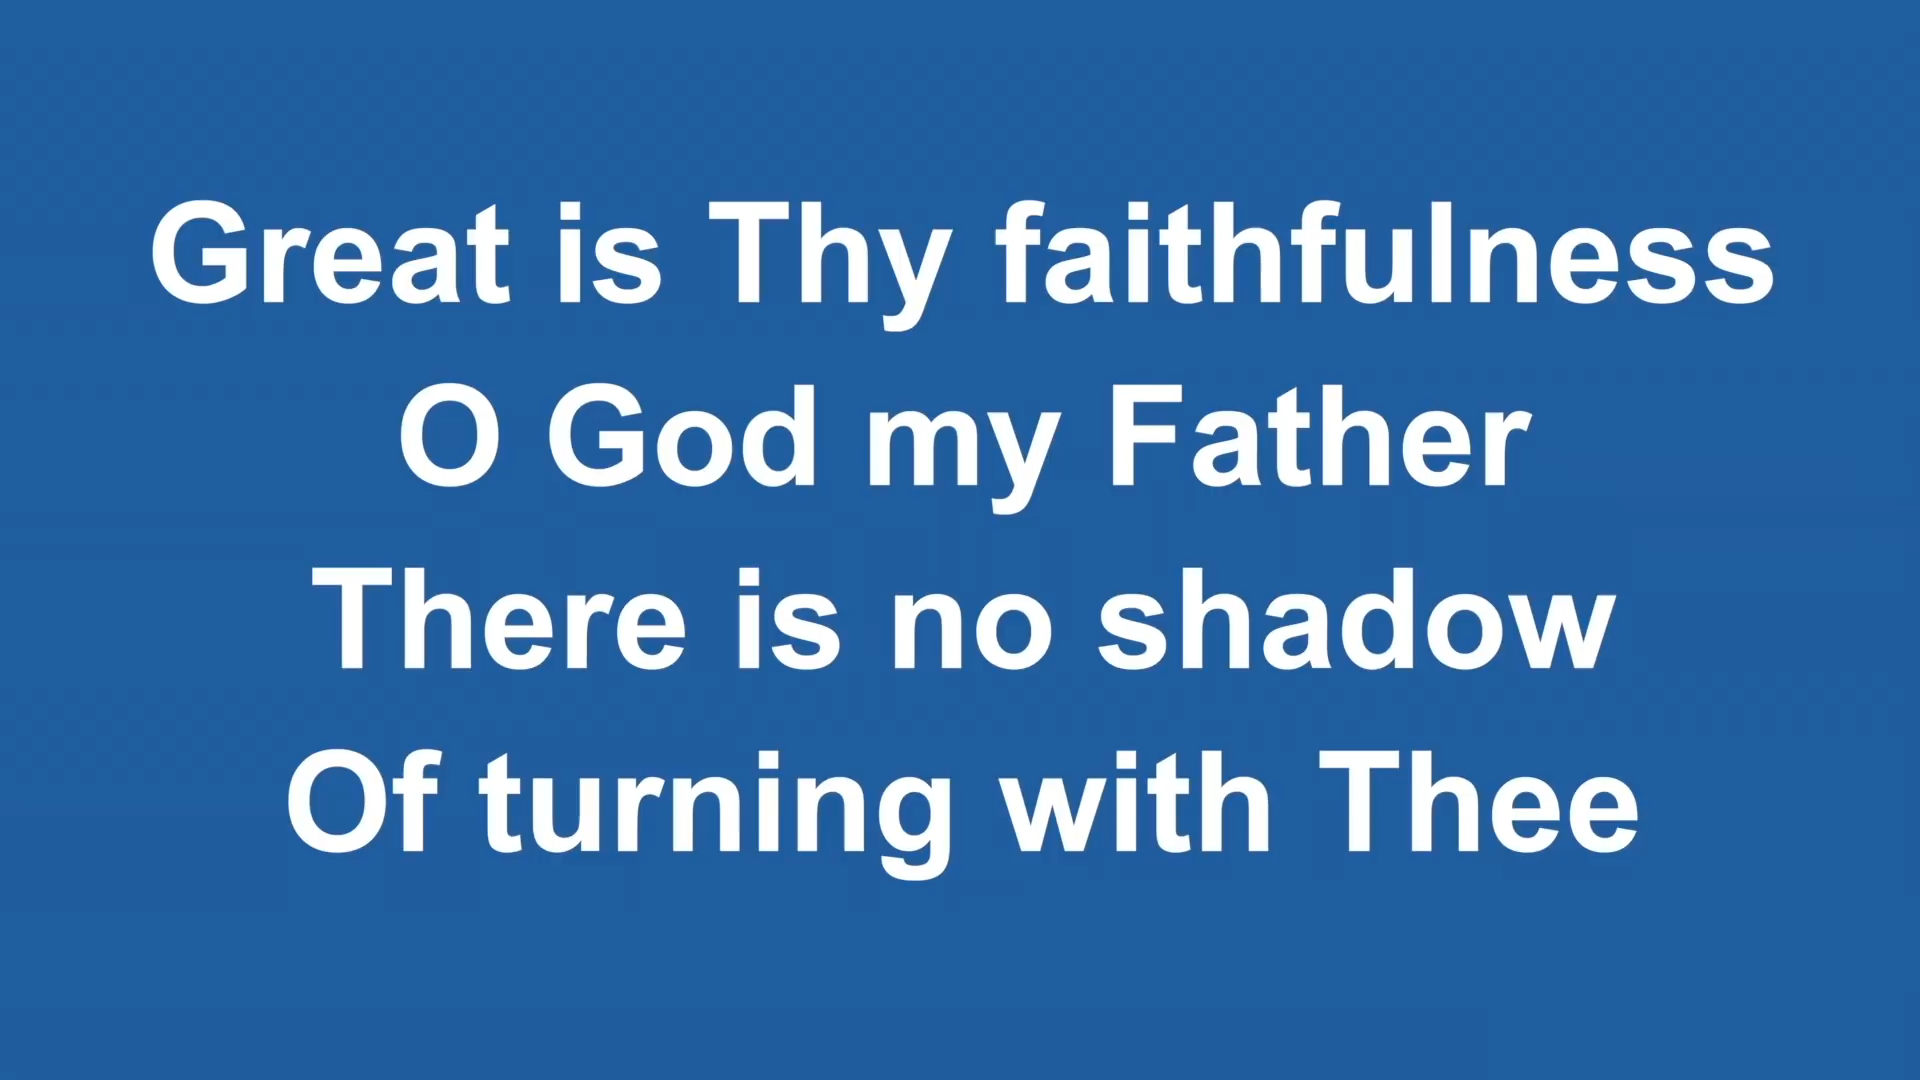 Great is Thy faithfulness
O God my Father
There is no shadow
Of turning with Thee